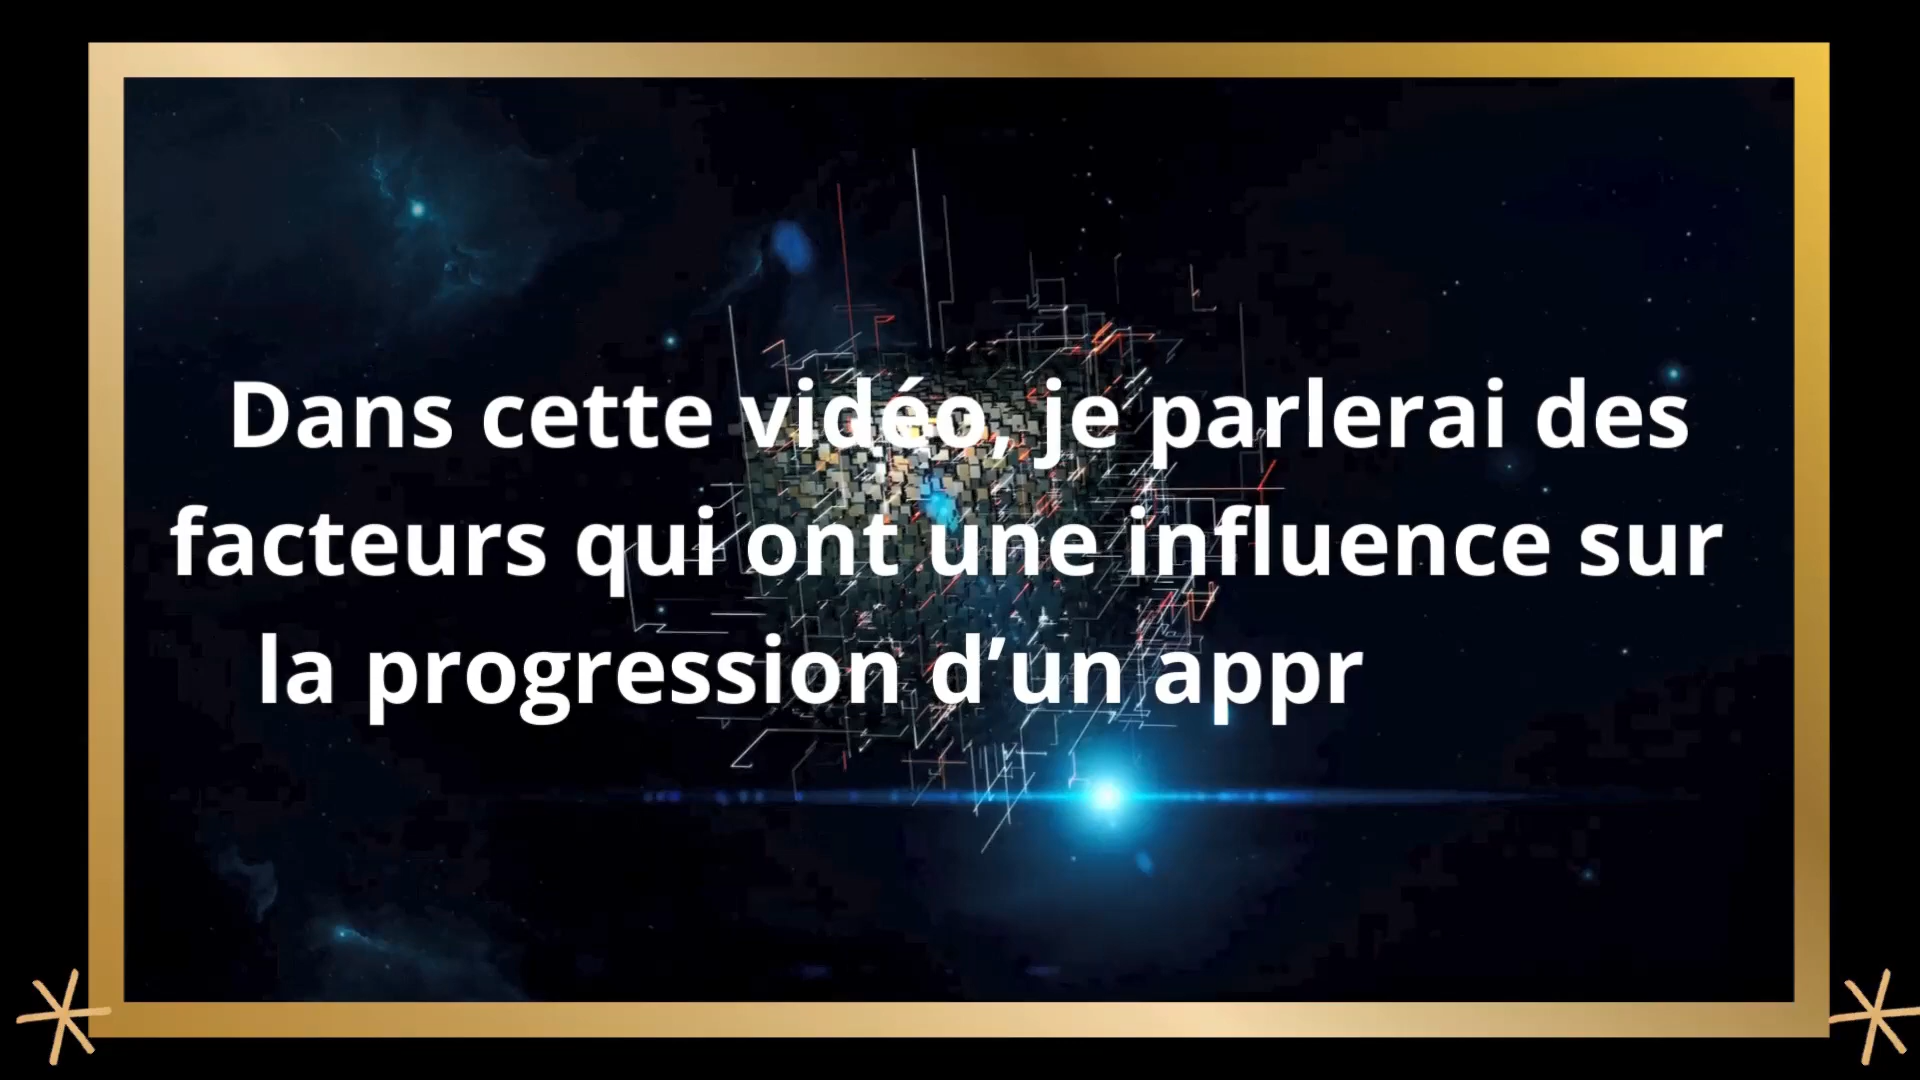 Dans cette vidéo, je parlerai des
facteurs qui ont une influence sur
la progression d’un appr